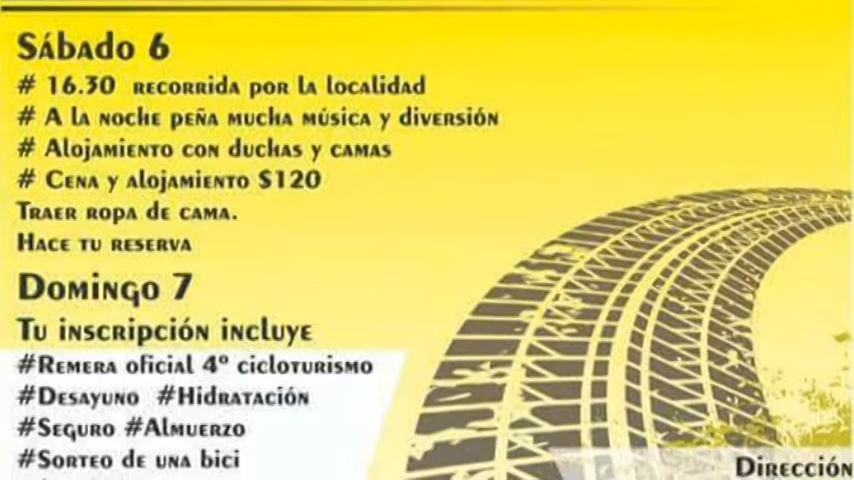 Sábado 6
# 16.30 recorrida por la localidad
# A la noche peña mucha música y diversión
# Alojamiento con duchas y camas
# Cena y alojamiento $120
Traer ropa de cama.
Hace tu reserva
Domingo 7
Tu inscripción incluye
#Remera oficial 4º cicloturismo
#Desayuno #Hidratación
#Seguro #Almuerzo
#Sorteo de una bici
Dirección